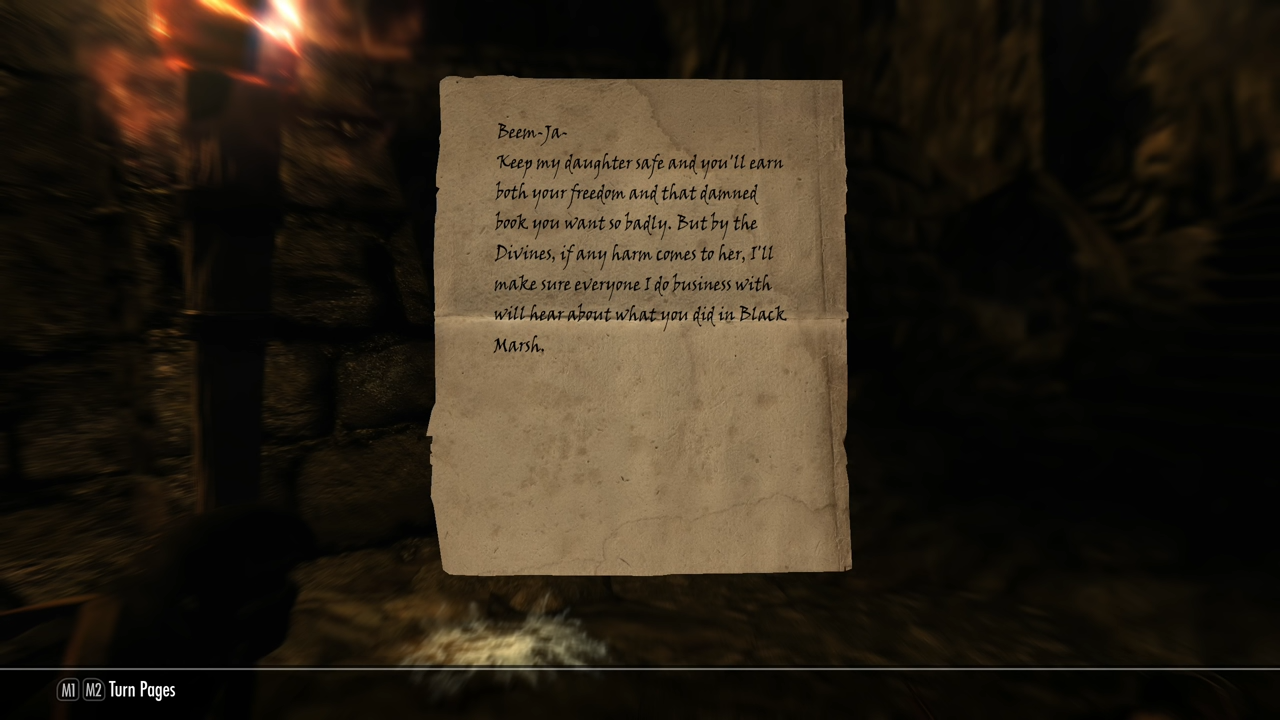 Beem-Ja-
Keep my daughter safe and you'll earn
both your freedom and that damned
book you want so badly. But by the
Divines, if any harm comes to her, I'll
make sure everyone I do business with
will hear about what you did in Black
Marsh.
M1 M2 Turn Pages